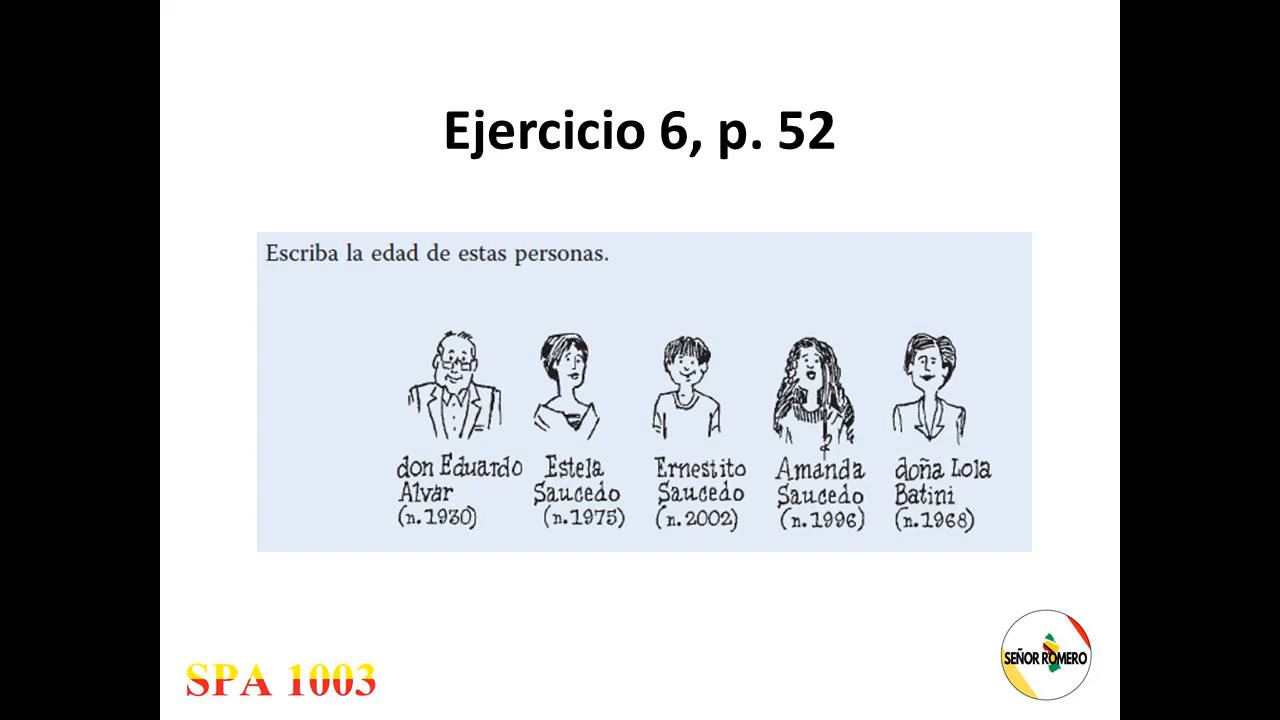 Ejercicio 6, p. 52
Escriba la edad de estas personas.
don Eduardo
Alvar
(n.1930)
Estela
Saucedo
(n.1975)
Ernestito
Saucedo
(n.2002)
Amanda
Saucedo
(n.1996)
doña Lola
Batini
(n.1968)
SPA 1003
SEÑOR ROMERO